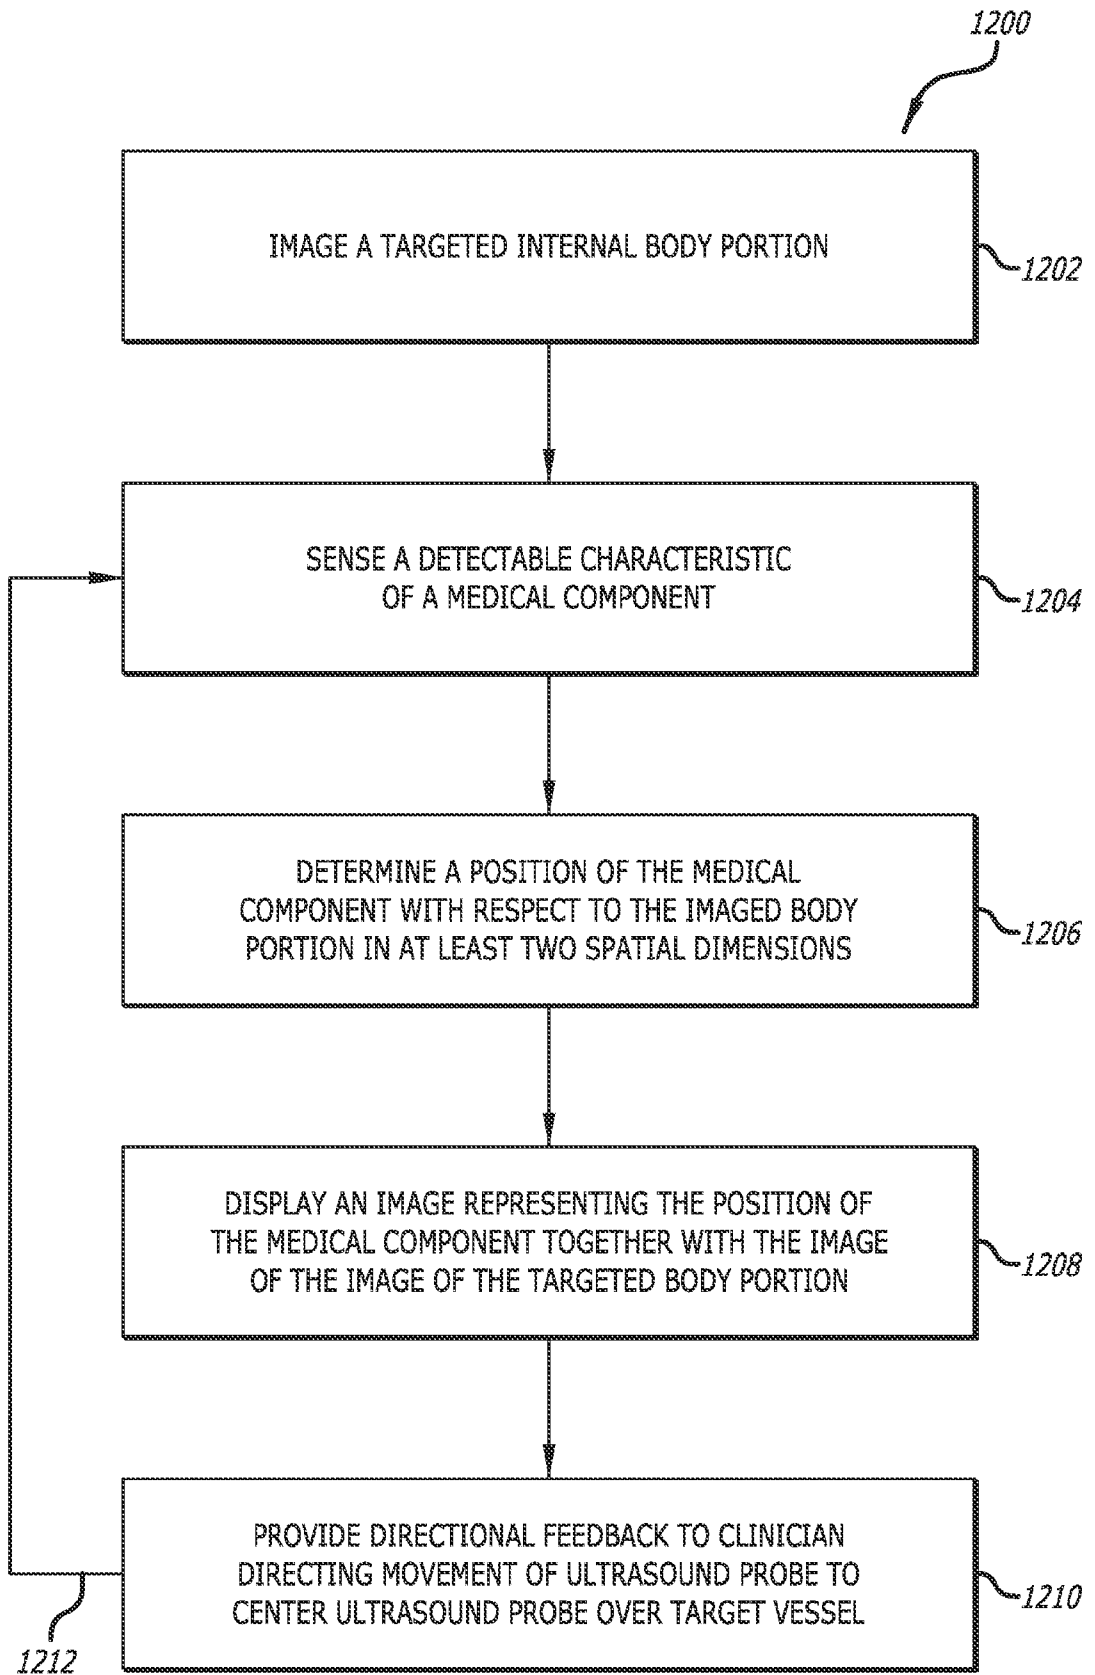 1200
IMAGE A TARGETED INTERNAL BODY PORTION
1202
SENSE A DETECTABLE CHARACTERISTIC
OF A MEDICAL COMPONENT
1204
DETERMINE A POSITION OF THE MEDICAL
COMPONENT WITH RESPECT TO THE IMAGED BODY
PORTION IN AT LEAST TWO SPATIAL DIMENSIONS
1206
DISPLAY AN IMAGE REPRESENTING THE POSITION OF
THE MEDICAL COMPONENT TOGETHER WITH THE IMAGE
OF THE IMAGE OF THE TARGETED BODY PORTION
1208
PROVIDE DIRECTIONAL FEEDBACK TO CLINICIAN
DIRECTING MOVEMENT OF ULTRASOUND PROBE TO
CENTER ULTRASOUND PROBE OVER TARGET VESSEL
1210
1212